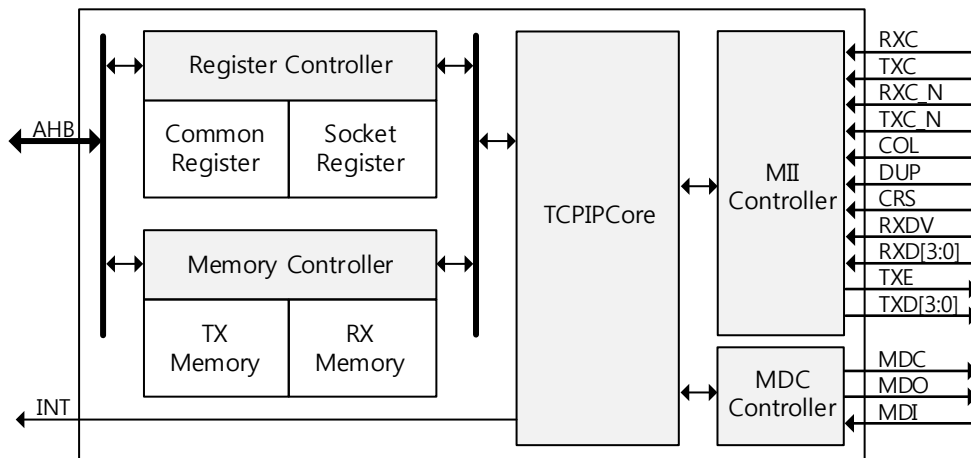 AHB
INT
Register Controller
Common
Register
Socket
Register
Memory Controller
TX
Memory
RX
Memory
TCPIPCore
MII
Controller
MDC
Controller
RXC
TXC
RXC_N
TXC_N
COL
DUP
CRS
RXDV
RXD[3:0]
TXE
TXD[3:0]
MDC
MDO
MDI